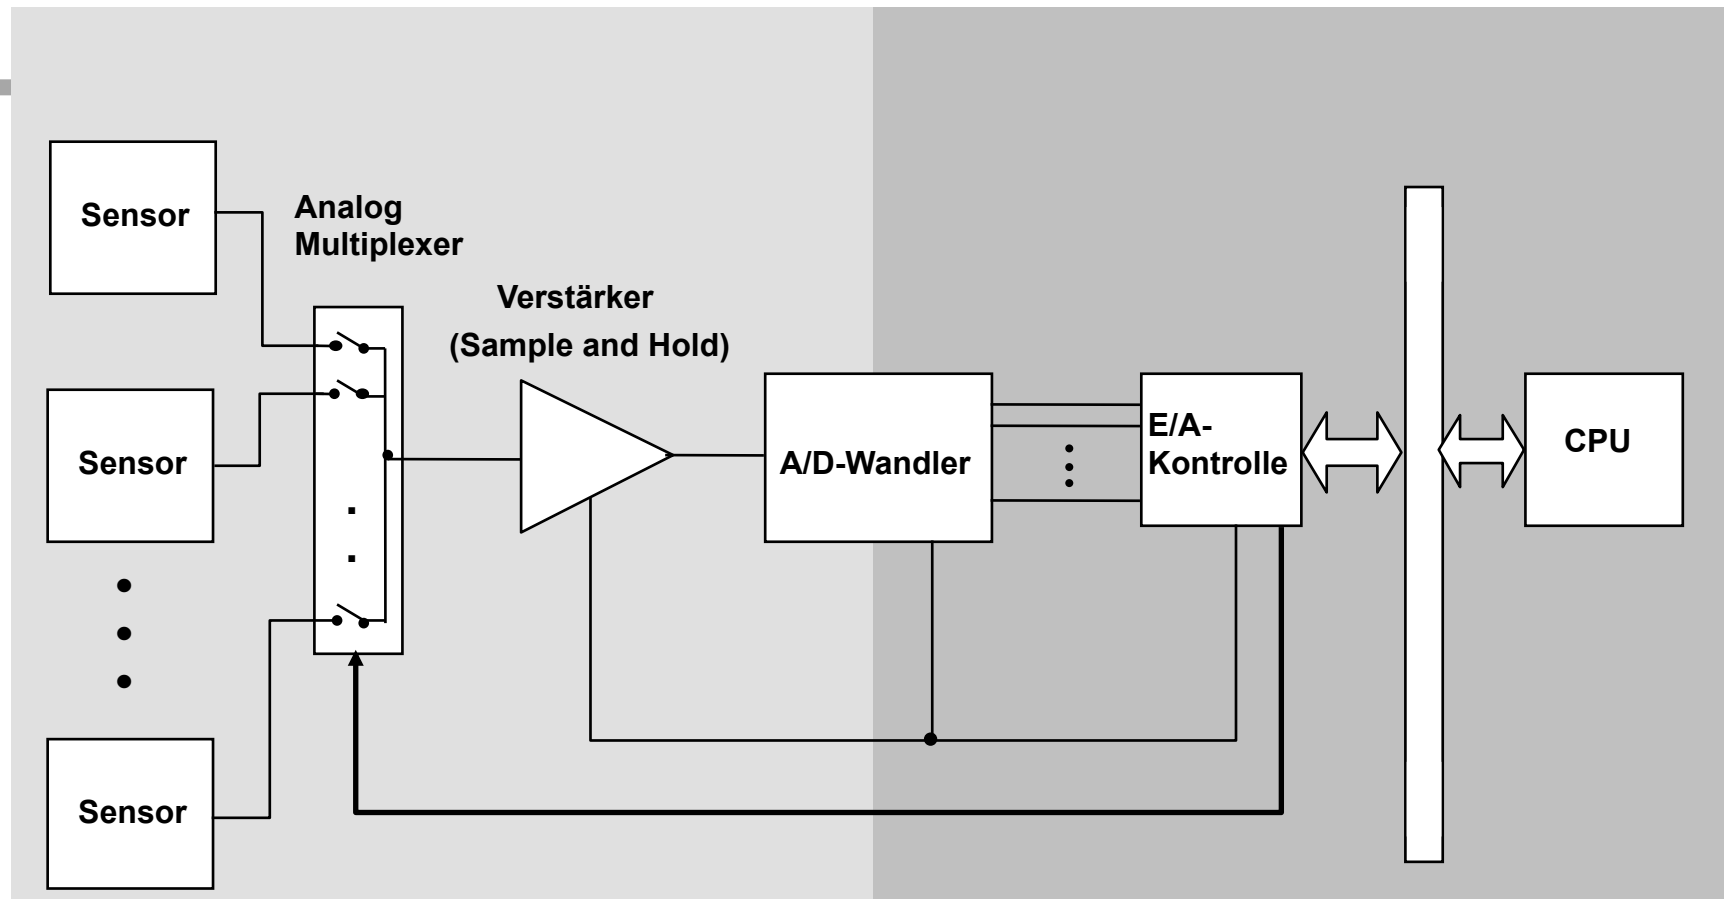 Sensor
Analog
Multiplexer
Verstärker
(Sample and Hold)
Sensor
A/D-Wandler
E/A-
Kontrolle
CPU
Sensor